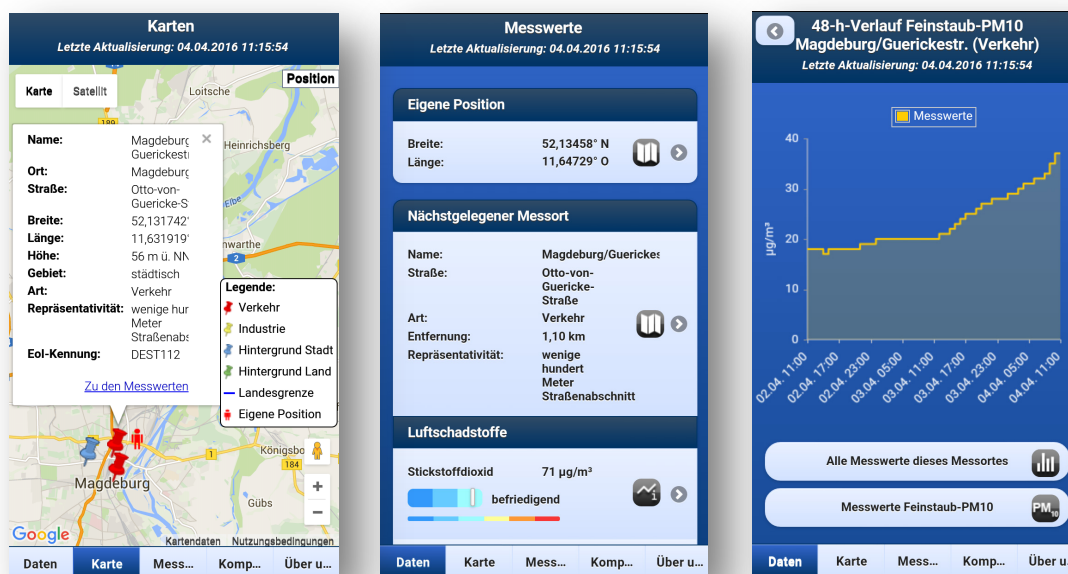 Karten
Letzte Aktualisierung: 04.04.2016 11:15:54
Position
Karte Satellit
Loitsche
189
Heinrichsberg
Elbe
nwarthe
2
Name: Magdeburg
Guerickest
Ort: Magdeburg
Straße: Otto-von-
Guericke-S
Breite: 52,131742°
Länge: 11,631919°
Höhe: 56 m ü. NN
Gebiet: städtisch
Art: Verkehr
Repräsentativität: wenige hun
Meter
Straßenabs
EoI-Kennung: DEST112
Zu den Messwerten
Legende:
Verkehr
Industrie
Hintergrund Stadt
Hintergrund Land
Landesgrenze
Eigene Position
Königsbo
1
184
Magdeburg
Gübs
+
−
Google
Kartendaten Nutzungsbedingungen
Daten Karte Mess... Komp... Über u...
Messwerte
Letzte Aktualisierung: 04.04.2016 11:15:54
Eigene Position
Breite: 52,13458° N
Länge: 11,64729° O
Nächstgelegener Messort
Name: Magdeburg/Guerickes
Straße: Otto-von-
Guericke-
Straße
Art: Verkehr
Entfernung: 1,10 km
Repräsentativität: wenige
hundert
Meter
Straßenabschnitt
Luftschadstoffe
Stickstoffdioxid 71 µg/m³
befriedigend
Daten Karte Mess... Komp... Über u...
48-h-Verlauf Feinstaub-PM10
Magdeburg/Guerickestr. (Verkehr)
Letzte Aktualisierung: 04.04.2016 11:15:54
Messwerte
40
30
20
10
0
µg/m³
02.04. 11:00
02.04. 17:00
02.04. 23:00
03.04. 05:00
03.04. 11:00
03.04. 17:00
03.04. 23:00
04.04. 05:00
04.04. 11:00
Alle Messwerte dieses Messortes
Messwerte Feinstaub-PM10
PM10
Daten Karte Mess... Komp... Über u